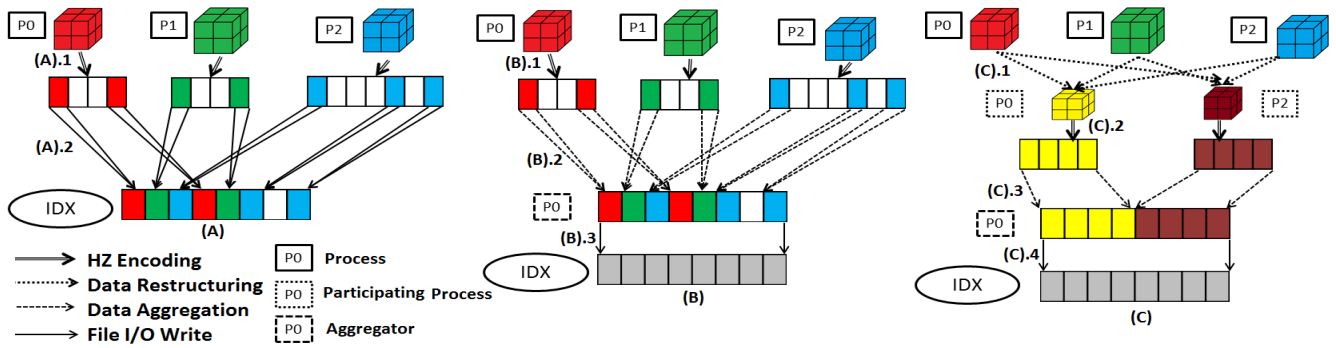 P0
P1
P2
(A).1
(A).2
IDX
(A)
HZ Encoding
Data Restructuring
Data Aggregation
File I/O Write
P0 Process
P0 Participating Process
P0 Aggregator
P0
P1
P2
(B).1
(B).2
P0
(B).3
IDX
(B)
P0
P1
P2
(C).1
P0
P2
(C).2
(C).3
P0
(C).4
IDX
(C)